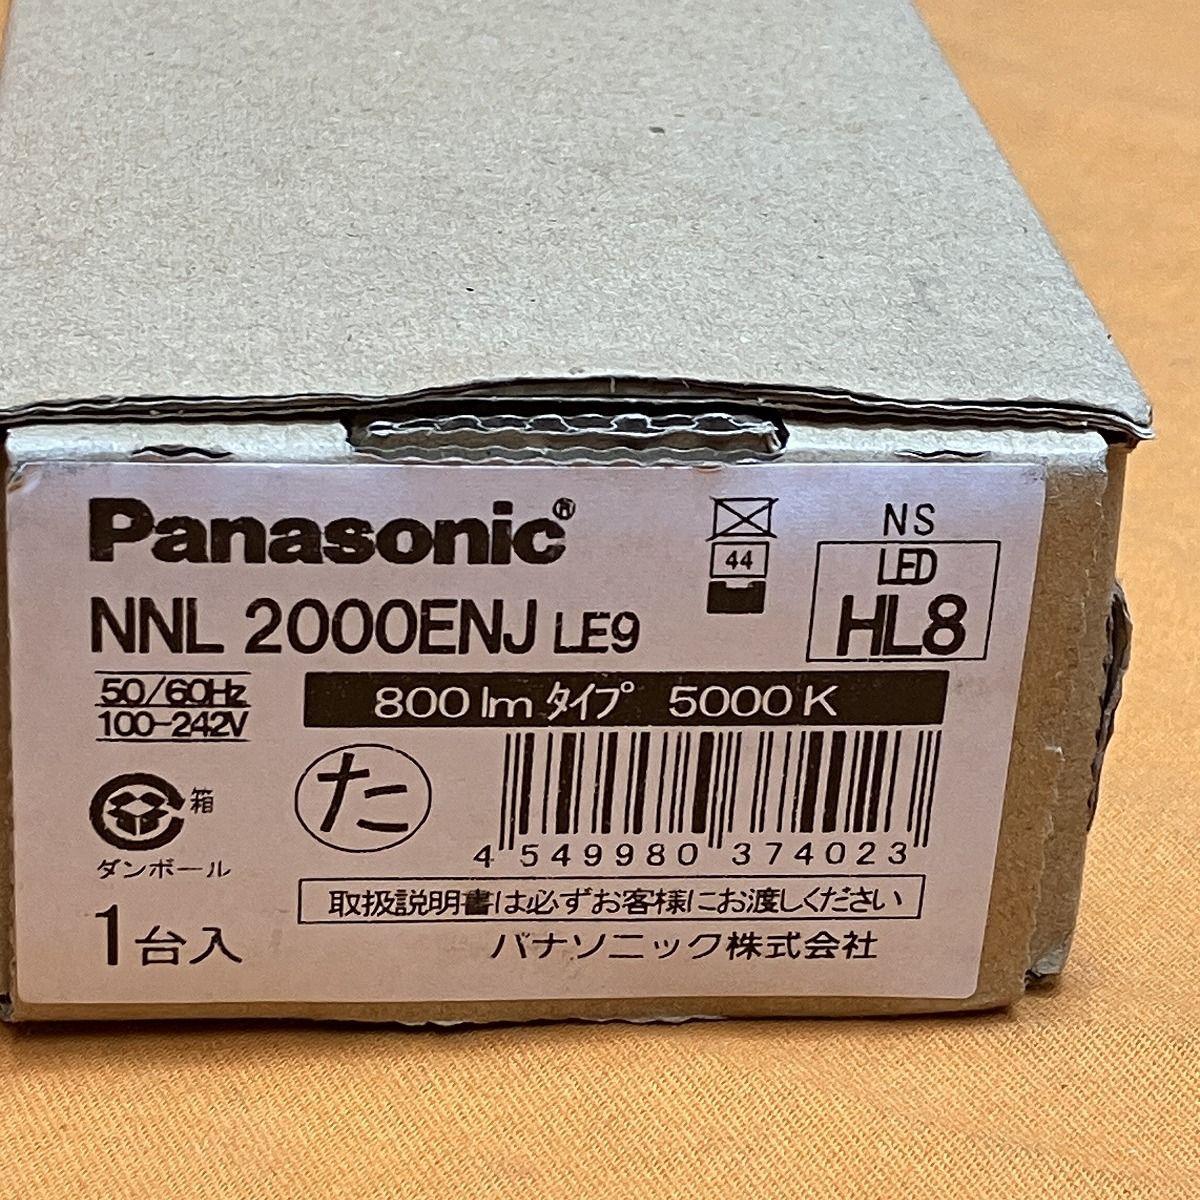 Panasonic®
NNL 2000ENJ LE9
44
NS
LED
HL8
50/60Hz
100-242V
800 lm タイプ 5000 K
た
箱
ダンボール
4 549980 374023
取扱説明書は必ずお客様にお渡しください
1台入
パナソニック株式会社